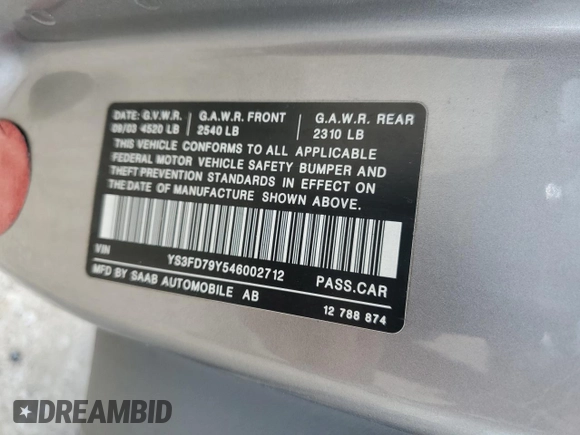 DATE: G.V.W.R. G.A.W.R. FRONT G.A.W.R. REAR
09/03 4520 LB 2540 LB 2310 LB
THIS VEHICLE CONFORMS TO ALL APPLICABLE
FEDERAL MOTOR VEHICLE SAFETY BUMPER AND
THEFT PREVENTION STANDARDS IN EFFECT ON
THE DATE OF MANUFACTURE SHOWN ABOVE.
VIN YS3FD79Y546002712 PASS.CAR
MFD BY SAAB AUTOMOBILE AB
12 788 874
DREAMBID